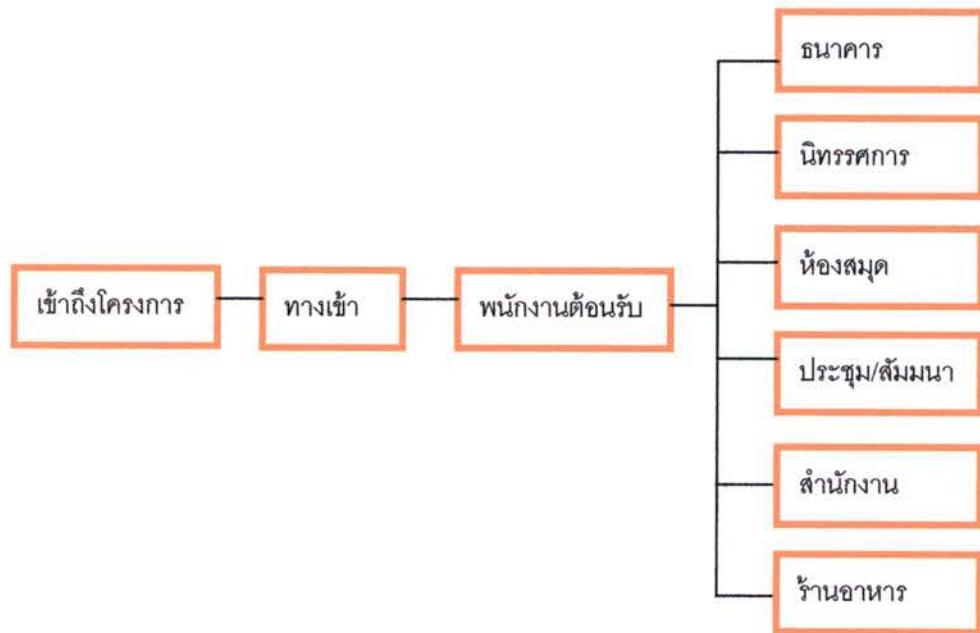 เข้าถึงโครงการ
ทางเข้า
พนักงานต้อนรับ
ธนาคาร
นิทรรศการ
ห้องสมุด
ประชุม/สัมมนา
สำนักงาน
ร้านอาหาร